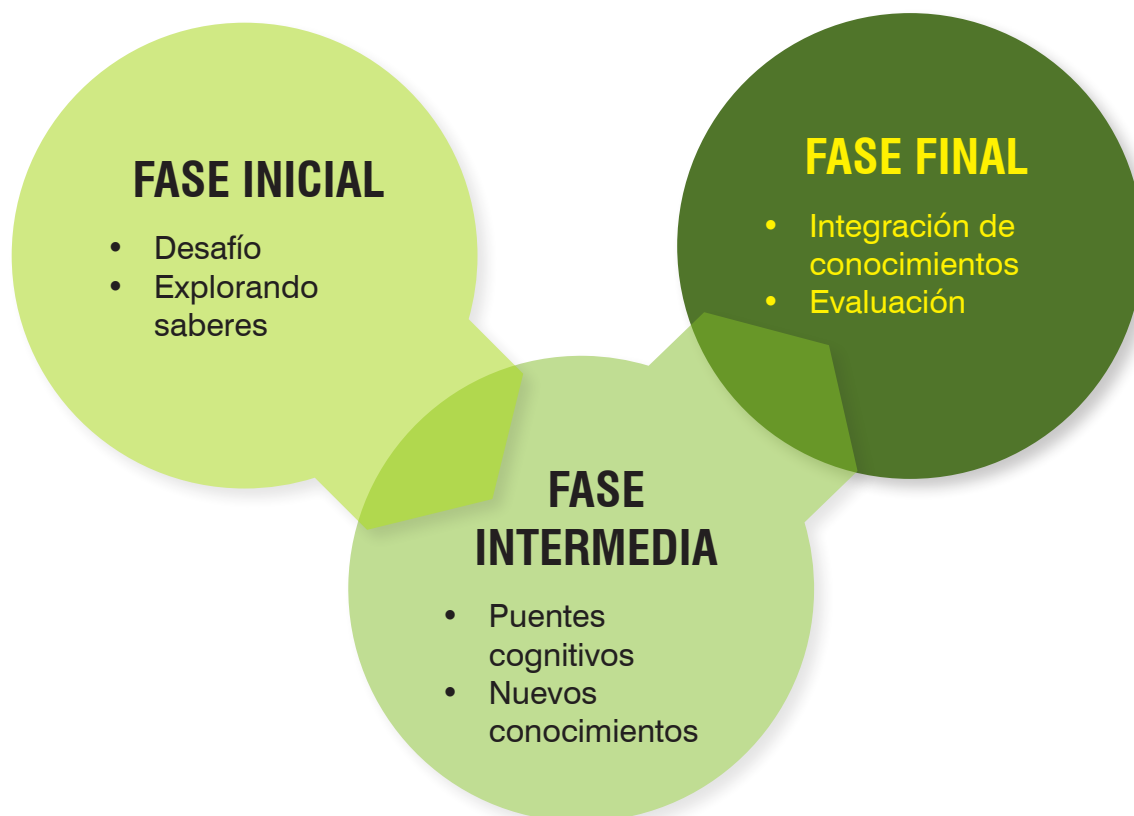 FASE INICIAL
• Desafío
• Explorando
saberes
FASE
INTERMEDIA
• Puentes
cognitivos
• Nuevos
conocimientos
FASE FINAL
• Integración de
conocimientos
• Evaluación